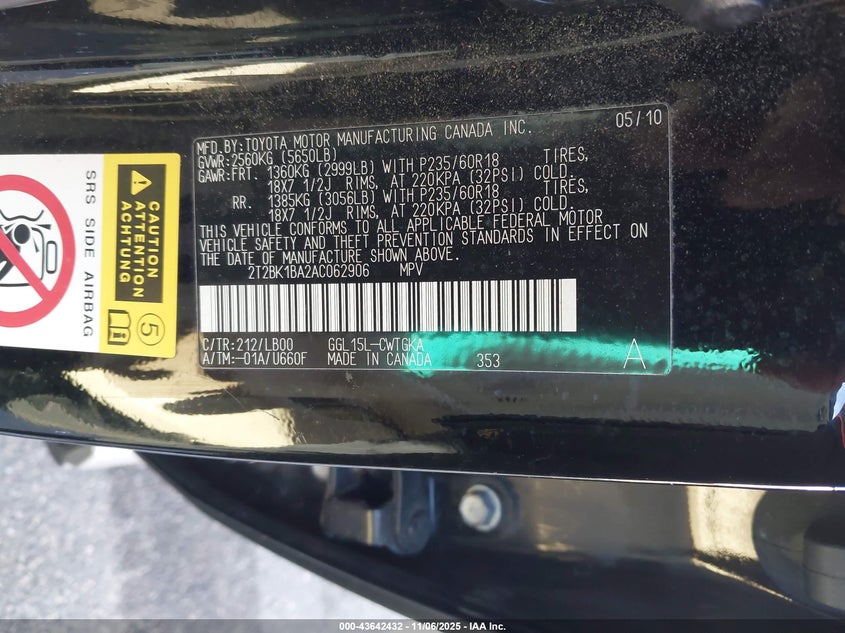 MFD.BY:TOYOTA MOTOR MANUFACTURING CANADA INC. 05/10
GVWR:2560KG (5650LB)
GAWR:FRT. 1360KG (2999LB) WITH P235/60R18 TIRES,
18X7 1/2J RIMS, AT 220KPA (32PSI) COLD.
RR. 1385KG (3056LB) WITH P235/60R18 TIRES,
18X7 1/2J RIMS, AT 220KPA (32PSI) COLD.
THIS VEHICLE CONFORMS TO ALL APPLICABLE FEDERAL MOTOR
VEHICLE SAFETY AND THEFT PREVENTION STANDARDS IN EFFECT ON
THE DATE OF MANUFACTURE SHOWN ABOVE.
2T2BK1BA2AC062906 MPV
C/TR:212/LB00 GGL15L-CWTGKA
A/TM:-01A/U660F MADE IN CANADA 353 A
SRS SIDE AIRBAG
CAUTION
ATTENTION
ACHTUNG
5
000-43642432 - 11/06/2025 - IAA Inc.